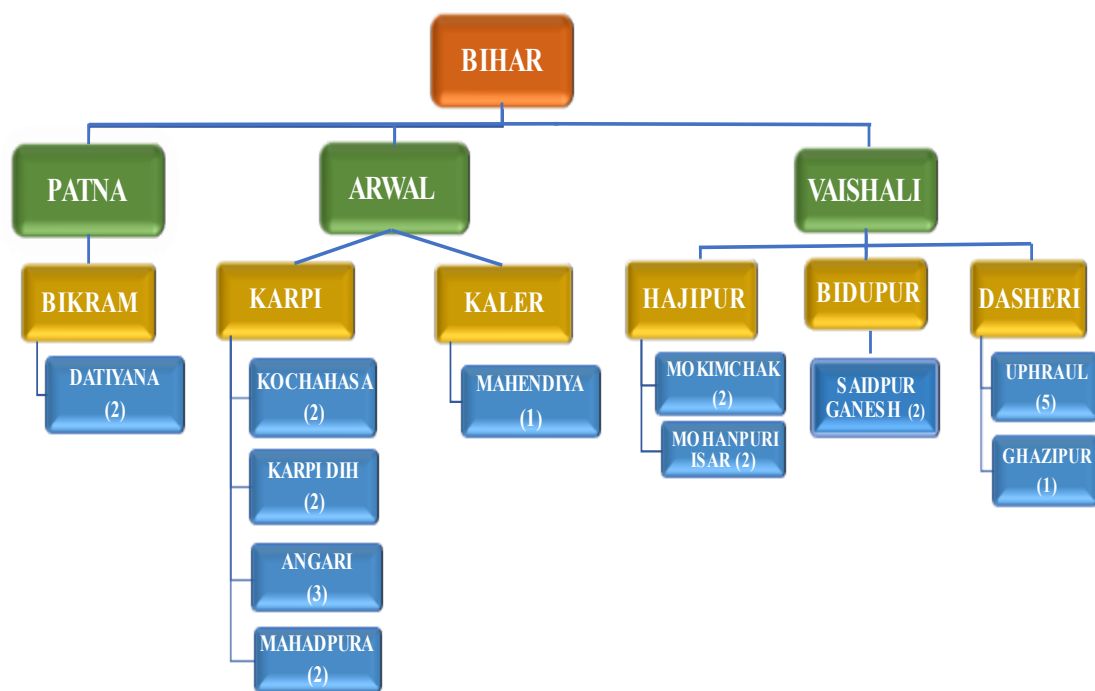 BIHAR
PATNA
ARWAL
VAISHALI
BIKRAM
KARPI
KALER
HAJIPUR
BIDUPUR
DASHERI
DATIYANA
(2)
KOCHAHASA
(2)
KARPI DIH
(2)
ANGARI
(3)
MAHADPURA
(2)
MAHENDIYA
(1)
MOKIMCHAK
(2)
MOHANPURI
ISAR (2)
SAIDPUR
GANESH (2)
UPHRAUL
(5)
GHAZIPUR
(1)